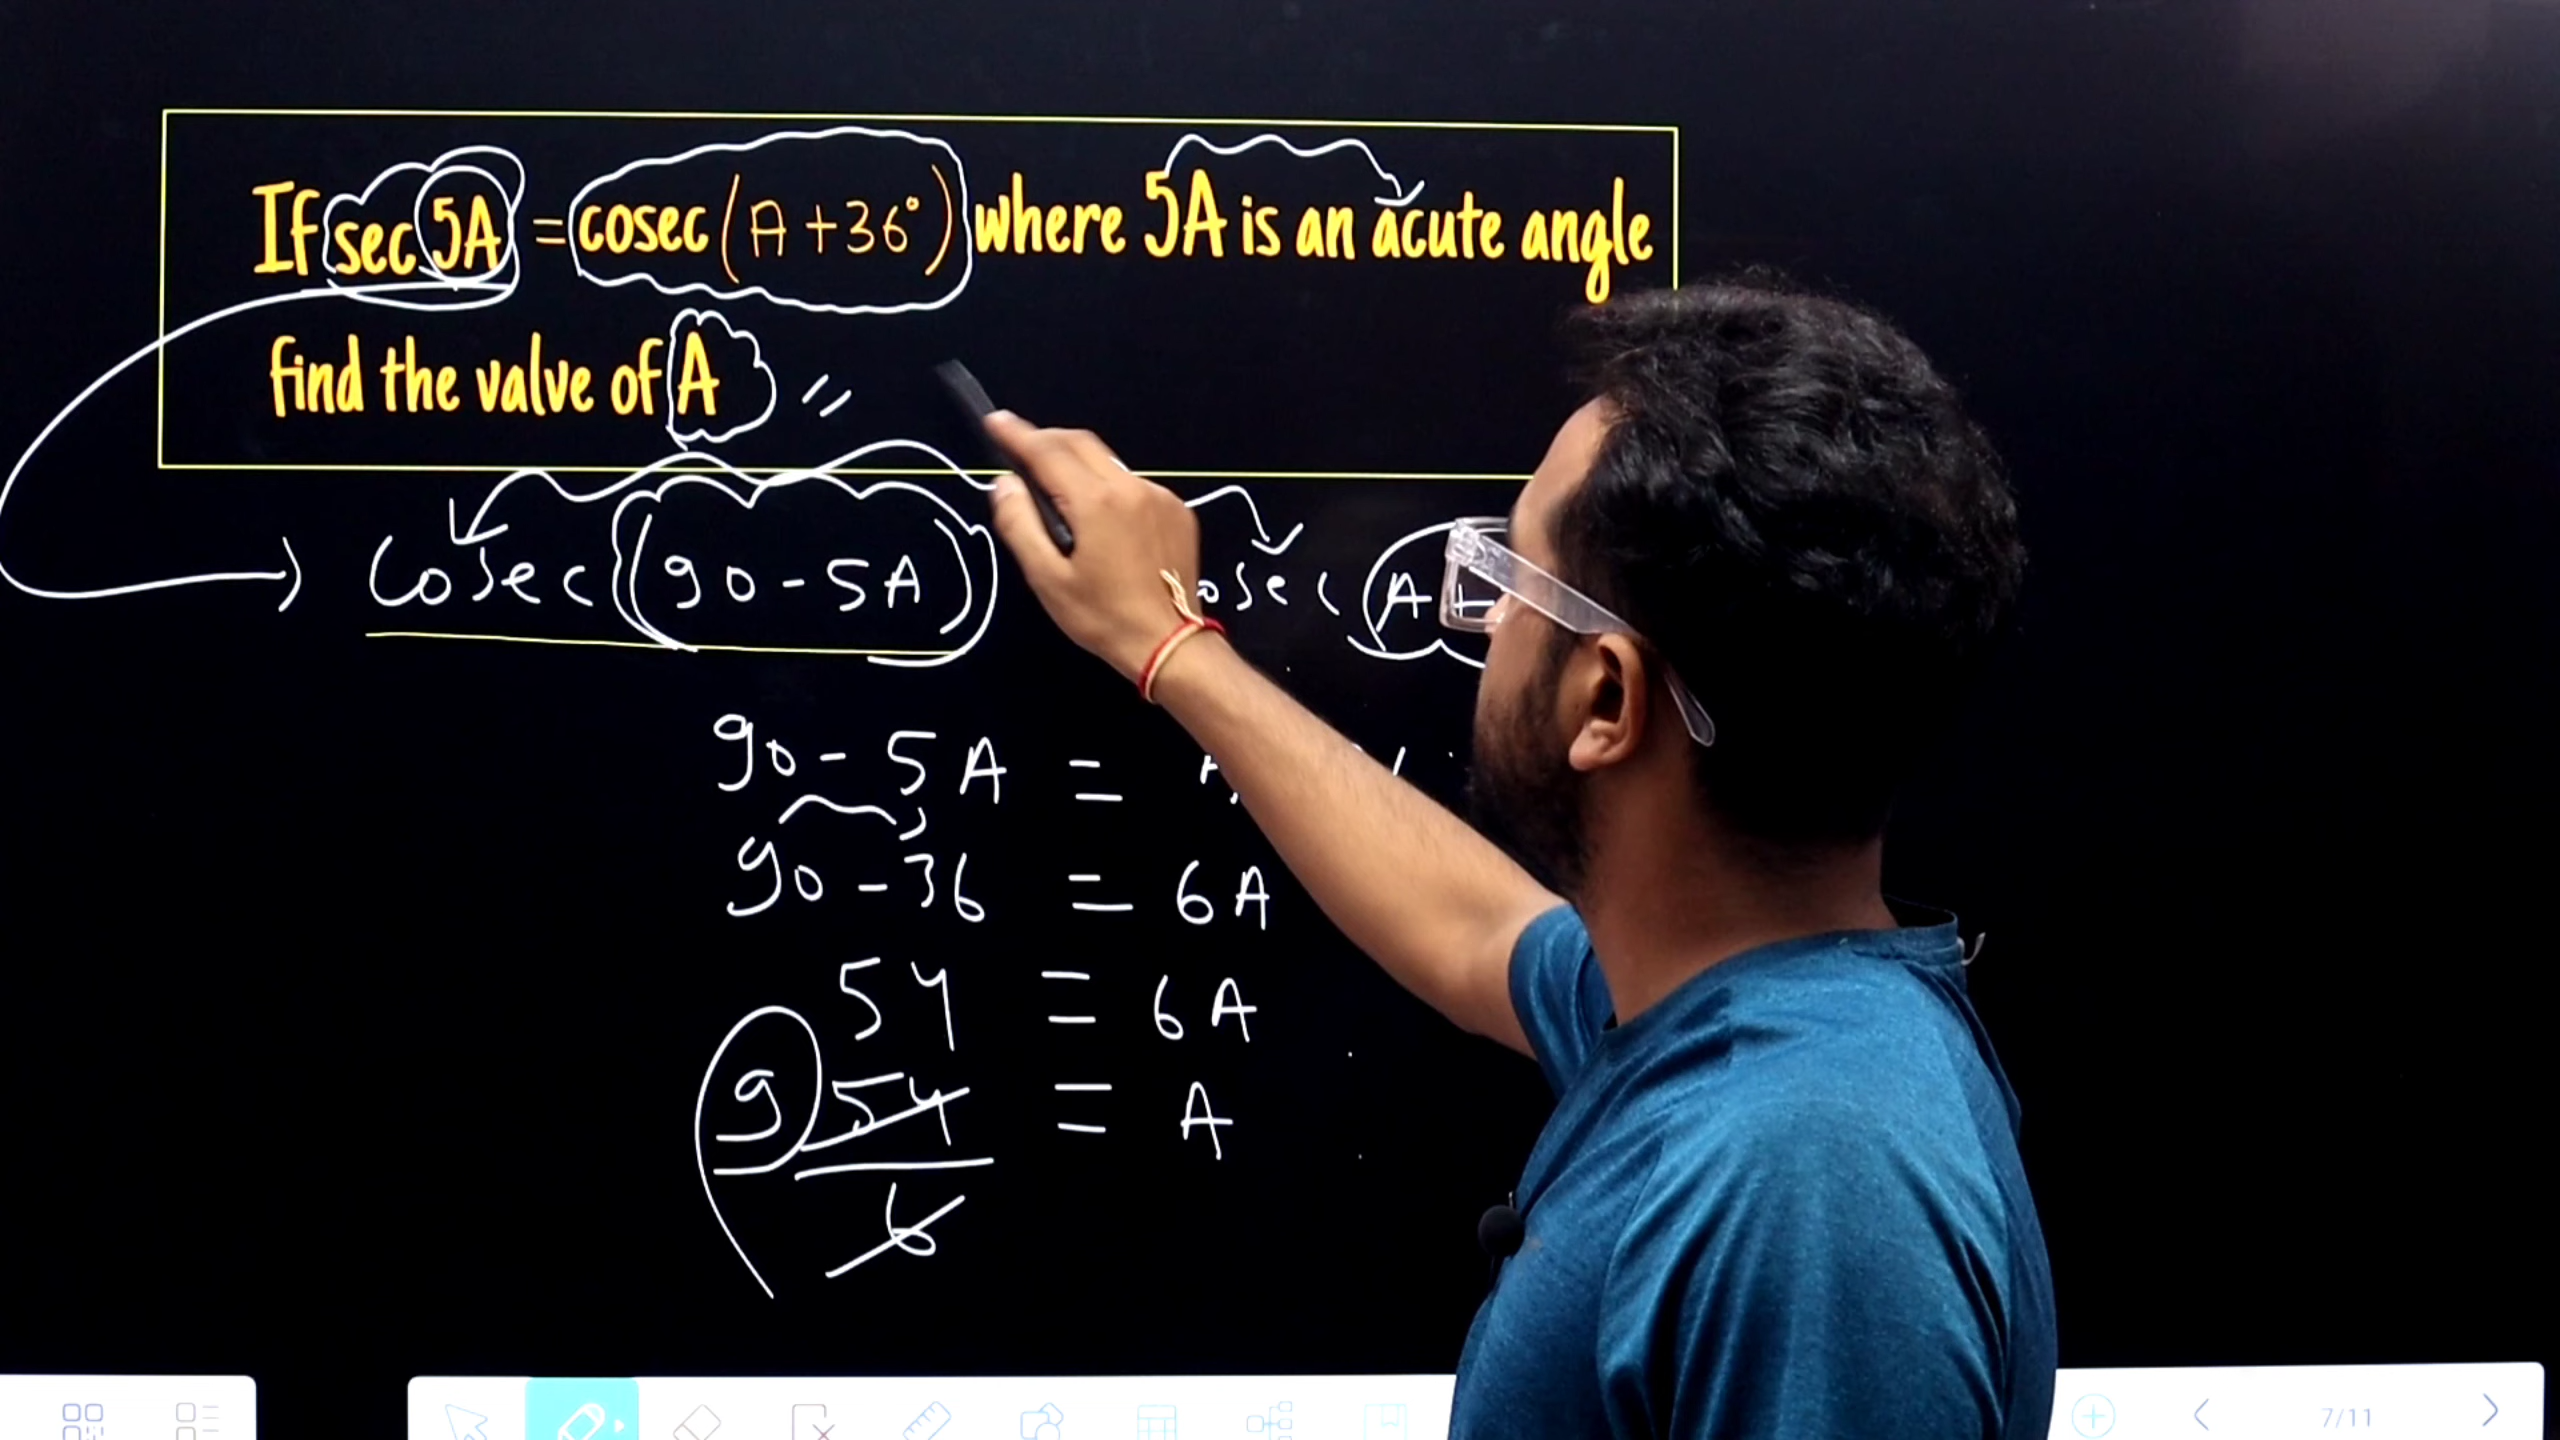 If sec 5A = cosec (A + 36°) where 5A is an acute angle
find the valve of A
Cosec (90 - 5A) osec (A +
90 - 5A =
90 - 36 = 6A
54 = 6A
9 54 = A
6
7/11